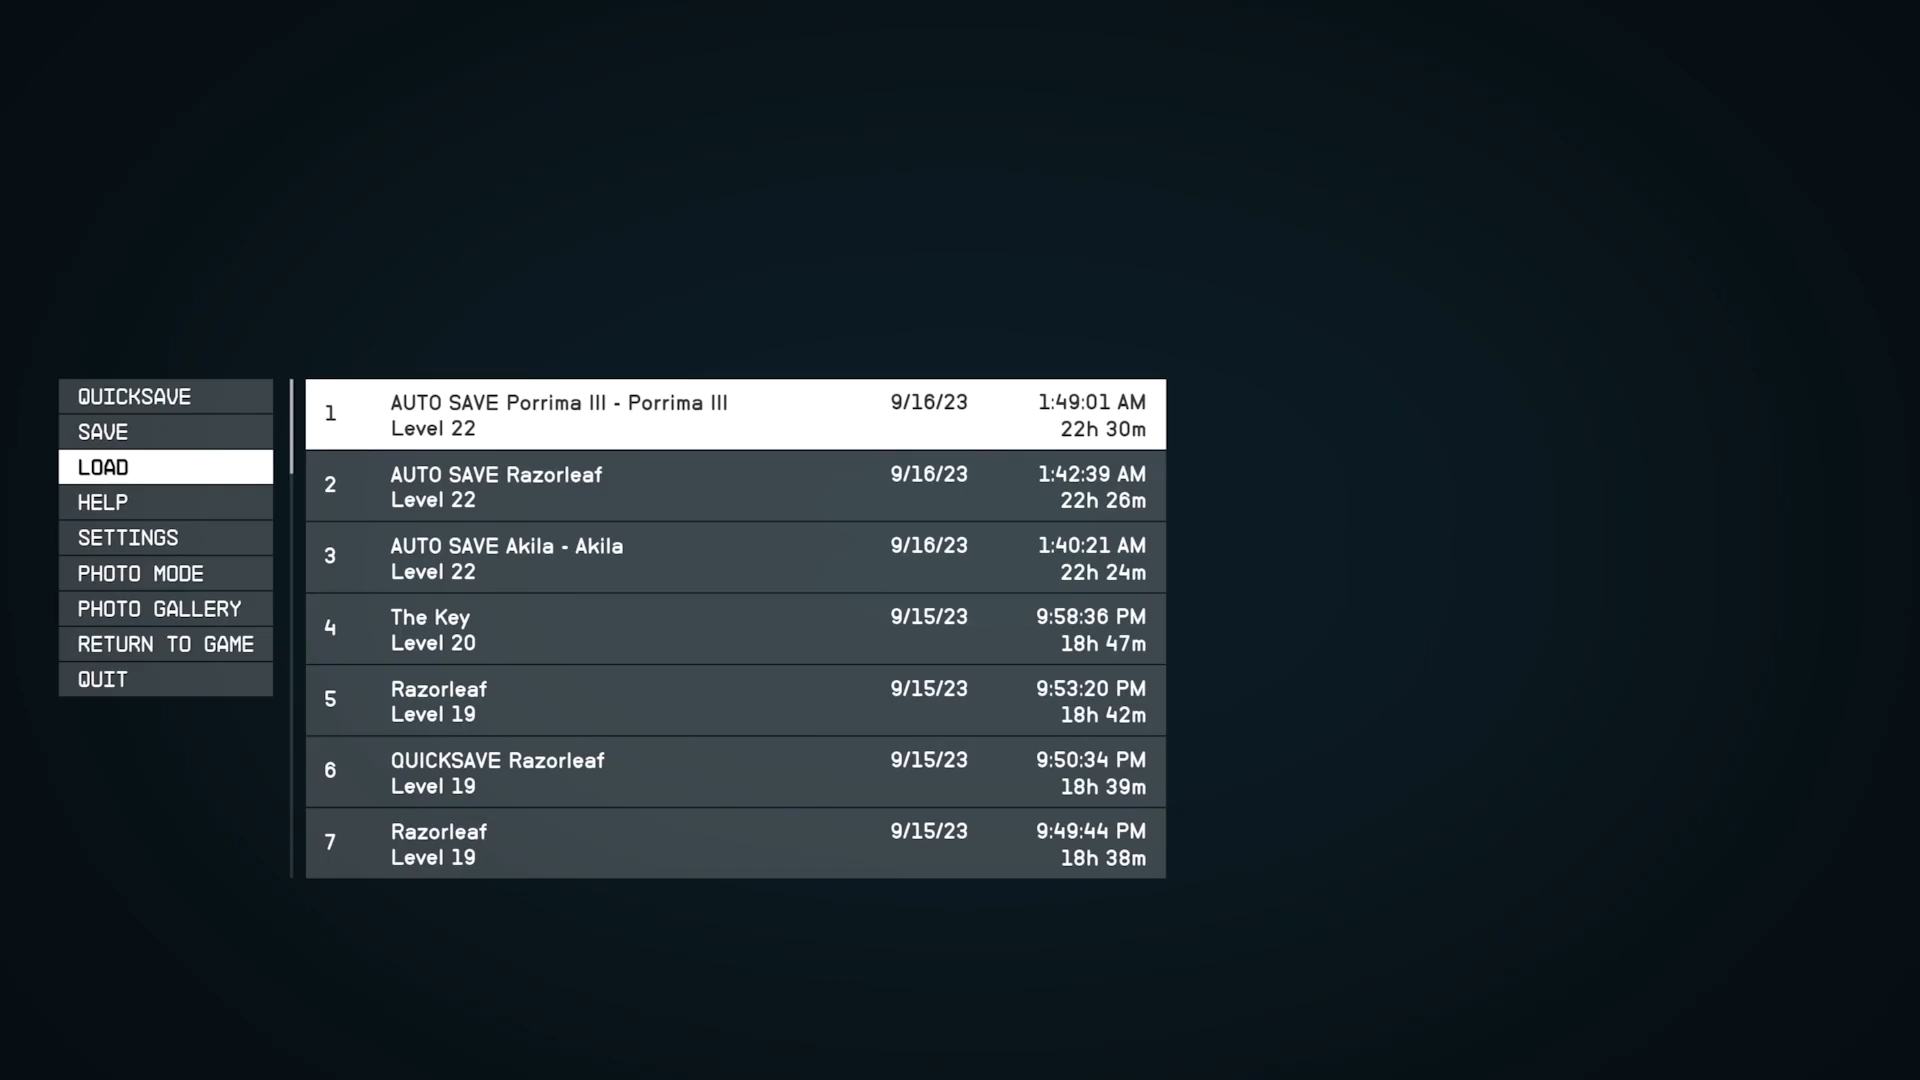 QUICKSAVE
SAVE
LOAD
HELP
SETTINGS
PHOTO MODE
PHOTO GALLERY
RETURN TO GAME
QUIT
1 AUTO SAVE Porrima III - Porrima III 9/16/23 1:49:01 AM
Level 22 22h 30m
2 AUTO SAVE Razorleaf 9/16/23 1:42:39 AM
Level 22 22h 26m
3 AUTO SAVE Akila - Akila 9/16/23 1:40:21 AM
Level 22 22h 24m
4 The Key 9/15/23 9:58:36 PM
Level 20 18h 47m
5 Razorleaf 9/15/23 9:53:20 PM
Level 19 18h 42m
6 QUICKSAVE Razorleaf 9/15/23 9:50:34 PM
Level 19 18h 39m
7 Razorleaf 9/15/23 9:49:44 PM
Level 19 18h 38m